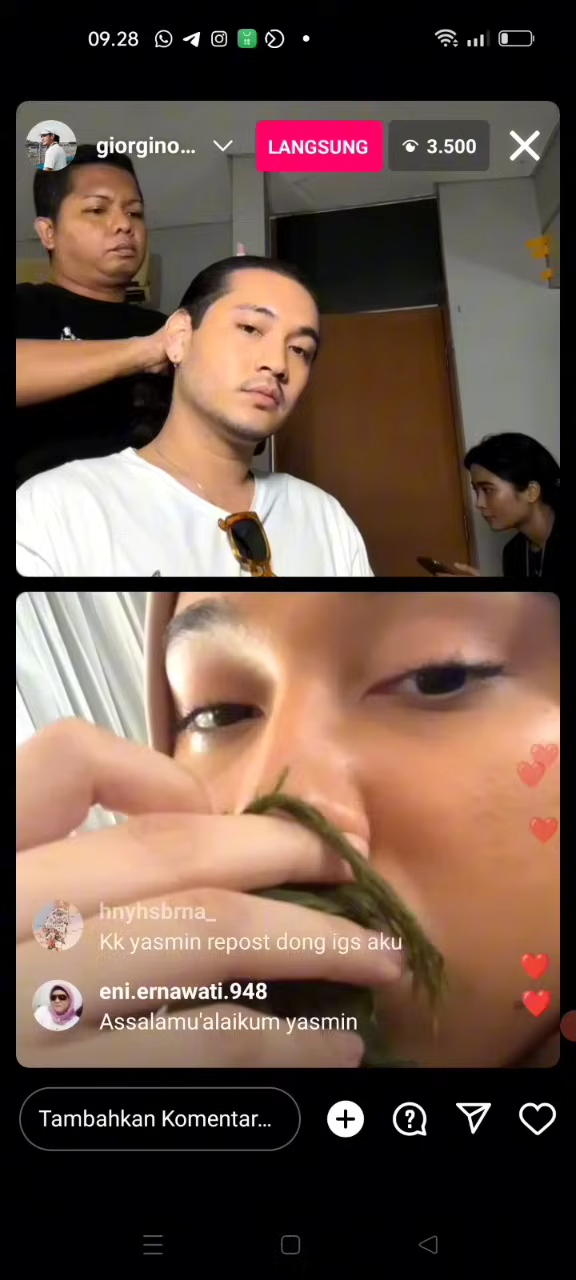 09.28
giorgino...
LANGSUNG
3.500
hnyhsbrna_
Kk yasmin repost dong igs aku
eni.ernawati.948
Assalamu'alaikum yasmin
Tambahkan Komentar...